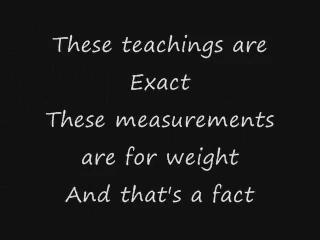 These teachings are
Exact
These measurements
are for weight
And that's a fact